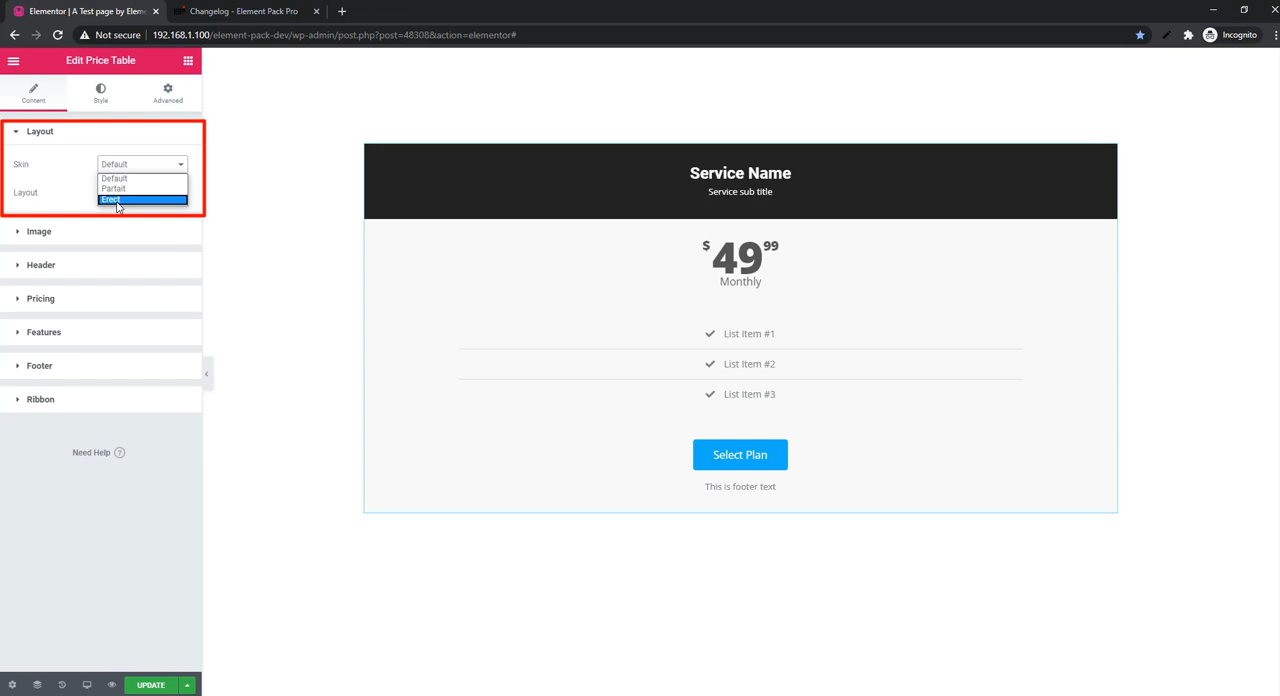 Elementor | A Test page by Eleme
Changelog - Element Pack Pro
Not secure
192.168.1.100/element-pack-dev/wp-admin/post.php?post=48308&action=elementor#
Incognito
Edit Price Table
Content
Style
Advanced
Layout
Skin
Default
Default
Partait
Erect
Layout
Image
Header
Pricing
Features
Footer
Ribbon
Need Help ?
UPDATE
Service Name
Service sub title
$ 49 99
Monthly
List Item #1
List Item #2
List Item #3
Select Plan
This is footer text